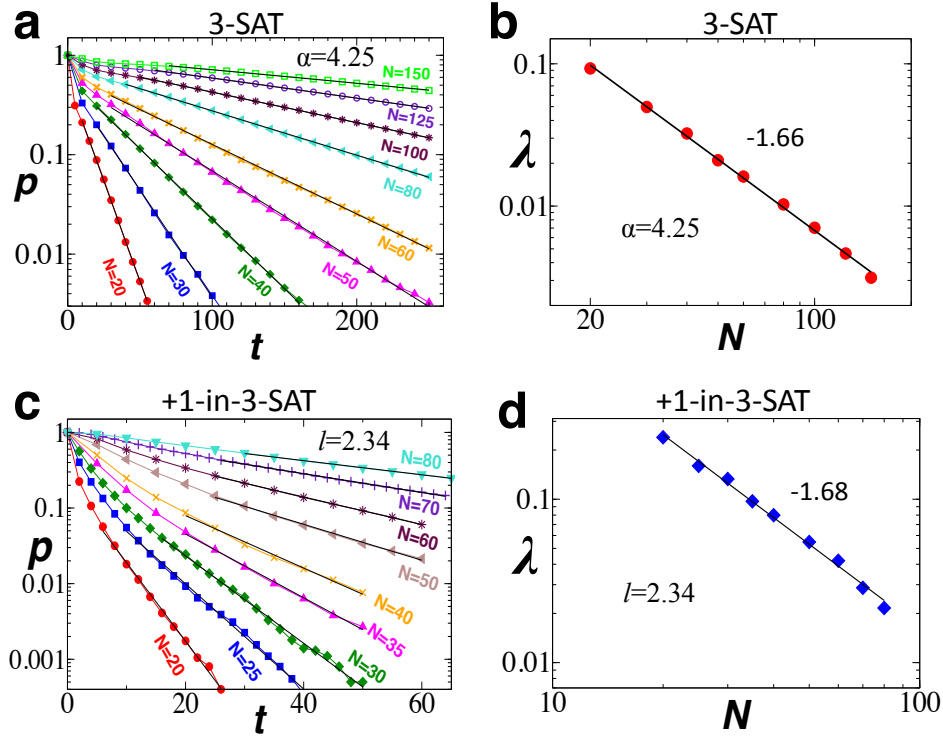 a
3-SAT
α=4.25
N=150
N=125
N=100
N=80
N=60
N=50
N=40
N=30
N=20
1
0.1
0.01
p
0
100
200
t
b
3-SAT
0.1
0.01
λ
-1.66
α=4.25
20
100
N
c
+1-in-3-SAT
l=2.34
N=80
N=70
N=60
N=50
N=40
N=35
N=30
N=25
N=20
1
0.1
0.01
0.001
p
0
20
40
60
t
d
+1-in-3-SAT
0.1
0.01
λ
-1.68
l=2.34
10
100
N